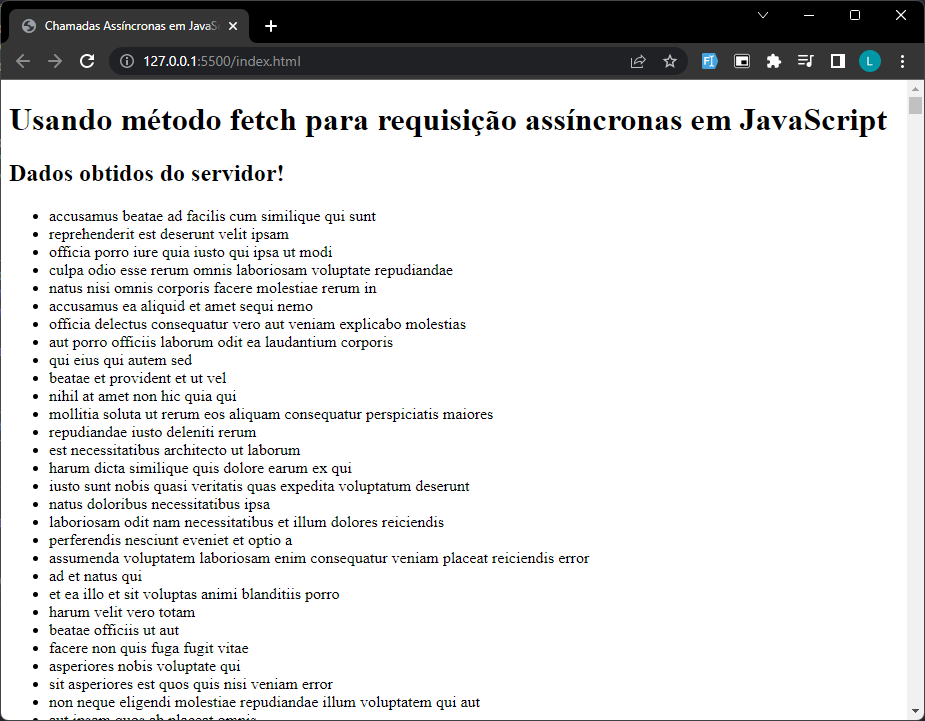 Chamadas Assíncronas em JavaS
127.0.0.1:5500/index.html
L
Usando método fetch para requisição assíncronas em JavaScript
Dados obtidos do servidor!
accusamus beatae ad facilis cum similique qui sunt
reprehenderit est deserunt velit ipsam
officia porro iure quia iusto qui ipsa ut modi
culpa odio esse rerum omnis laboriosam voluptate repudiandae
natus nisi omnis corporis facere molestiae rerum in
accusamus ea aliquid et amet sequi nemo
officia delectus consequatur vero aut veniam explicabo molestias
aut porro officiis laborum odit ea laudantium corporis
qui eius qui autem sed
beatae et provident et ut vel
nihil at amet non hic quia qui
mollitia soluta ut rerum eos aliquam consequatur perspiciatis maiores
repudiandae iusto deleniti rerum
est necessitatibus architecto ut laborum
harum dicta similique quis dolore earum ex qui
iusto sunt nobis quasi veritatis quas expedita voluptatum deserunt
natus doloribus necessitatibus ipsa
laboriosam odit nam necessitatibus et illum dolores reiciendis
perferendis nesciunt eveniet et optio a
assumenda voluptatem laboriosam enim consequatur veniam placeat reiciendis error
ad et natus qui
et ea illo et sit voluptas animi blanditiis porro
harum velit vero totam
beatae officiis ut aut
facere non quis fuga fugit vitae
asperiores nobis voluptate qui
sit asperiores est quos quis nisi veniam error
non neque eligendi molestiae repudiandae illum voluptatem qui aut
aut ipsam quos ab placeat omnis